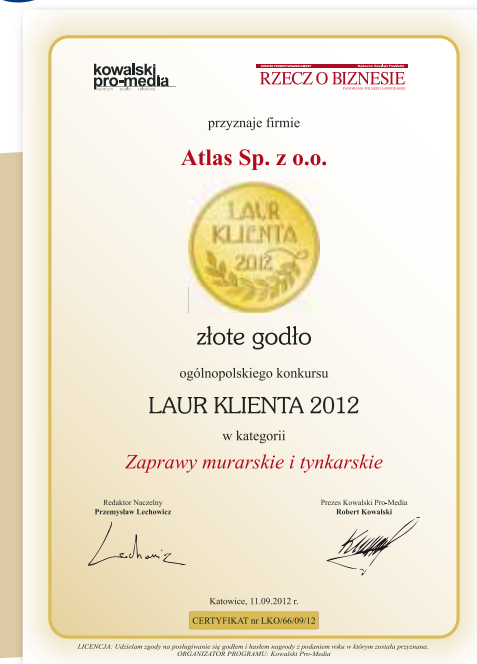 kowalski
pro-media
RZECZ O BIZNESIE
PANORAMA POLSKIEJ GOSPODARKI
przyznaje firmie
Atlas Sp. z o.o.
LAUR
KLIENTA
2012
złote godło
ogólnopolskiego konkursu
LAUR KLIENTA 2012
w kategorii
Zaprawy murarskie i tynkarskie
Redaktor Naczelny
Przemysław Lechowicz
Prezes Kowalski Pro-Media
Robert Kowalski
Katowice, 11.09.2012 r.
CERTYFIKAT nr LKO/66/09/12
LICENCJA: Udzielam zgody na posługiwanie się godłem i hasłem nagrody z podaniem roku w którym została przyznana.
ORGANIZATOR PROGRAMU: Kowalski Pro-Media